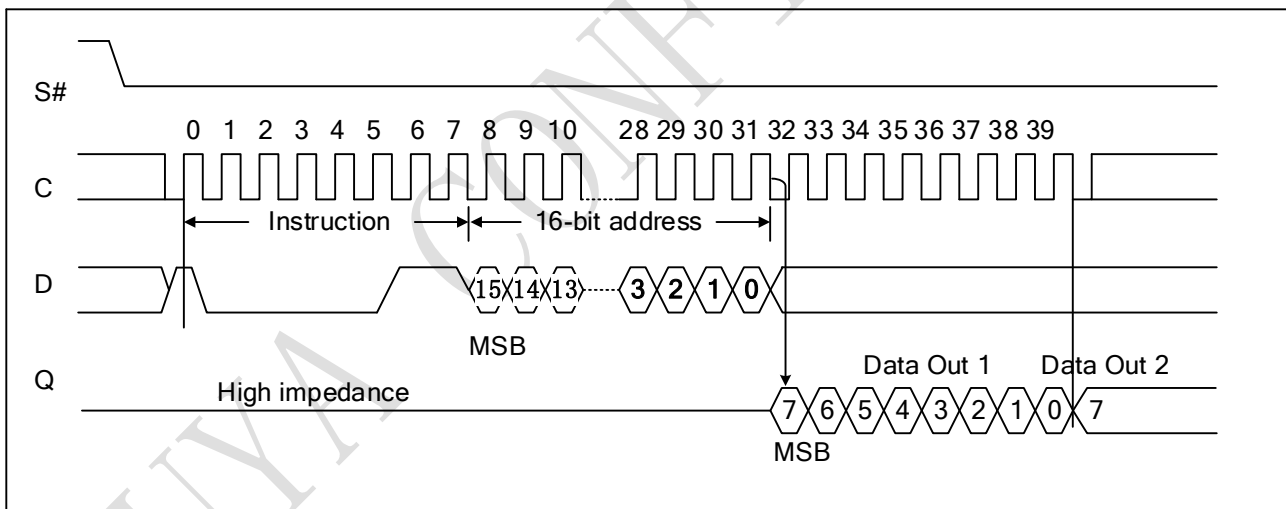 S#
0 1 2 3 4 5 6 7 8 9 10 28 29 30 31 32 33 34 35 36 37 38 39
C
Instruction 16-bit address
D
15 14 13 3 2 1 0
MSB
Data Out 1 Data Out 2
Q
High impedance
7 6 5 4 3 2 1 0 7
MSB
UYA CONF